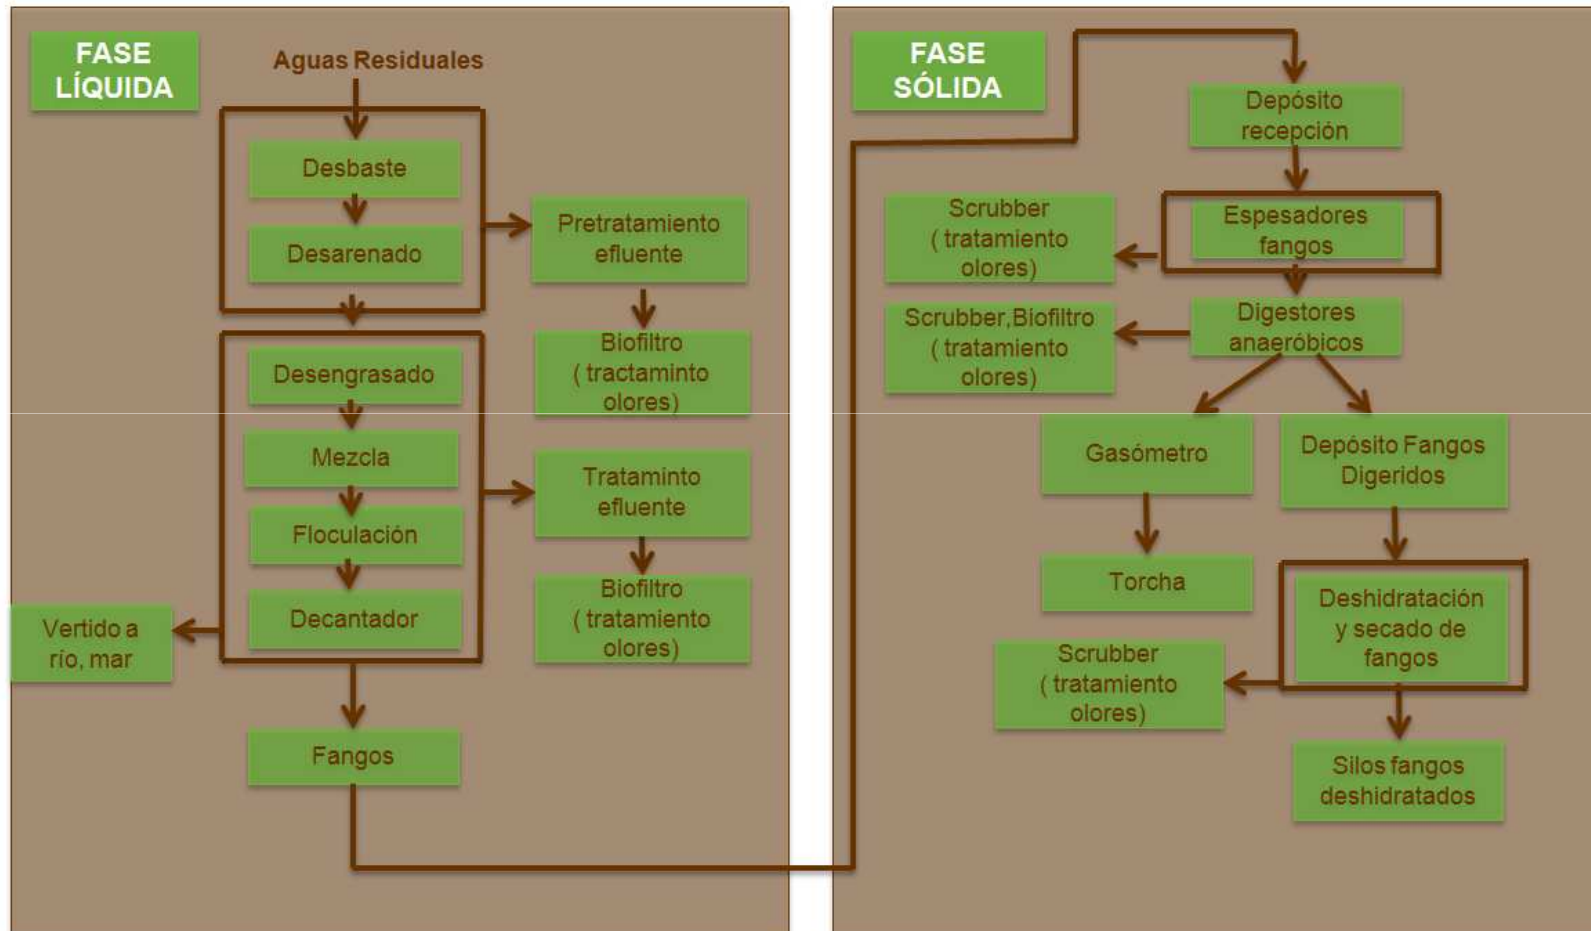 FASE
LÍQUIDA
Aguas Residuales
Desbaste
Desarenado
Pretratamiento
efluente
Biofiltro
( tractaminto
olores)
Desengrasado
Mezcla
Floculación
Decantador
Trataminto
efluente
Biofiltro
( tratamiento
olores)
Vertido a
río, mar
Fangos
FASE
SÓLIDA
Depósito
recepción
Espesadores
fangos
Scrubber
( tratamiento
olores)
Digestores
anaeróbicos
Scrubber,Biofiltro
( tratamiento
olores)
Gasómetro
Depósito Fangos
Digeridos
Torcha
Deshidratación
y secado de
fangos
Scrubber
( tratamiento
olores)
Silos fangos
deshidratados